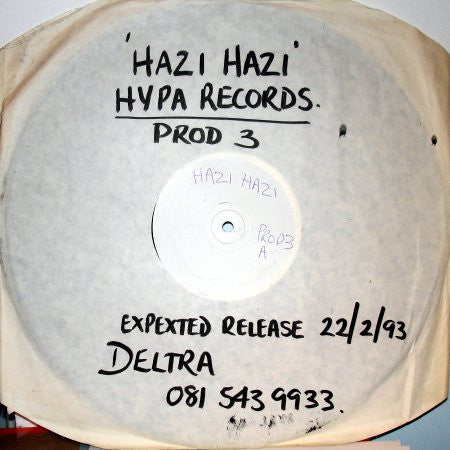 'HAZI HAZI'
HYPA RECORDS.
PROD 3
HAZI HAZI
PROD3
A
EXPEXTED RELEASE 22/2/93
DELTRA
081 543 9933.